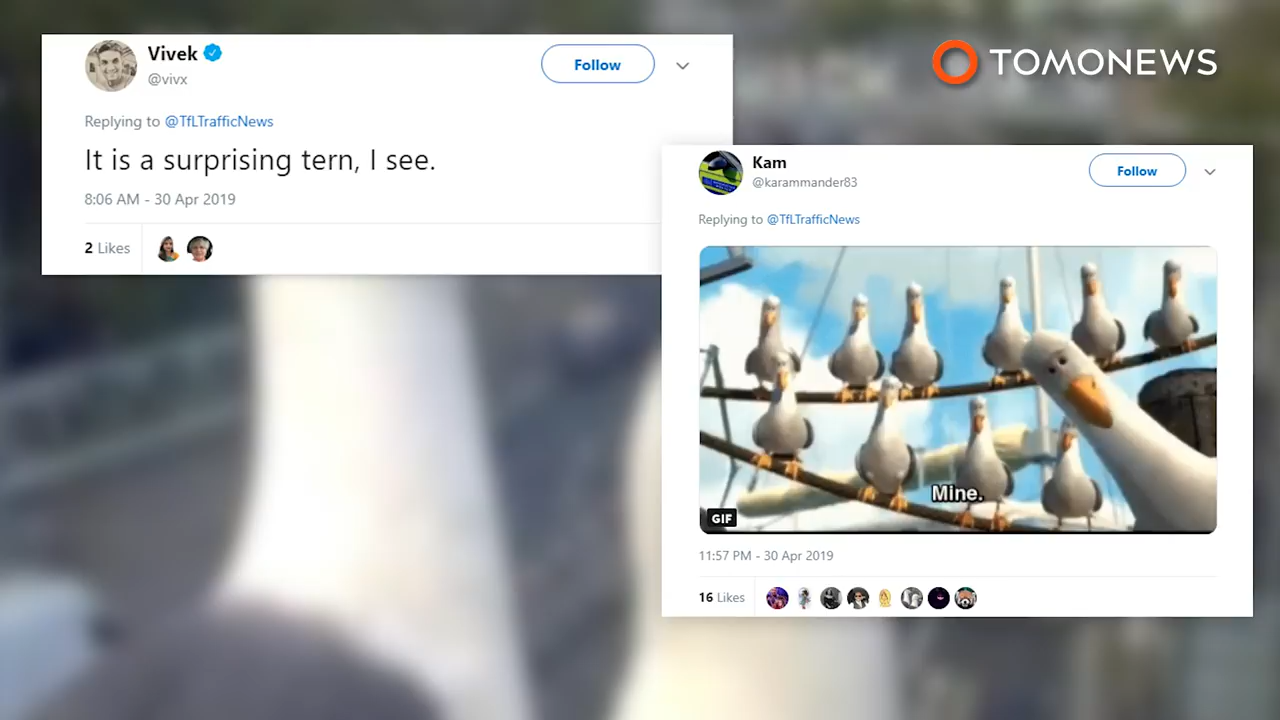 TOMONEWS
Vivek
@vivx
Follow
Replying to @TfLTrafficNews
It is a surprising tern, I see.
8:06 AM - 30 Apr 2019
2 Likes
Kam
@karammander83
Follow
Replying to @TfLTrafficNews
Mine.
GIF
11:57 PM - 30 Apr 2019
16 Likes